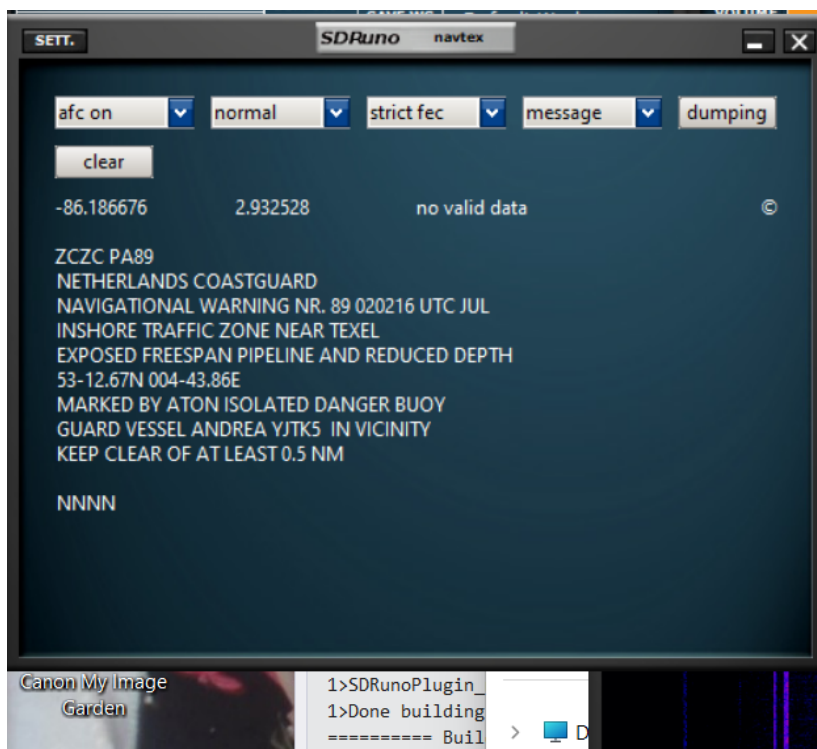 SETT.
SDRuno navtex
afc on normal strict fec message dumping
clear
-86.186676 2.932528 no valid data ©
ZCZC PA89
NETHERLANDS COASTGUARD
NAVIGATIONAL WARNING NR. 89 020216 UTC JUL
INSHORE TRAFFIC ZONE NEAR TEXEL
EXPOSED FREESPAN PIPELINE AND REDUCED DEPTH
53-12.67N 004-43.86E
MARKED BY ATON ISOLATED DANGER BUOY
GUARD VESSEL ANDREA YJTK5  IN VICINITY
KEEP CLEAR OF AT LEAST 0.5 NM
NNNN
Canon My Image
Garden
1>SDRunoPlugin_
1>Done building
========== Buil
> D